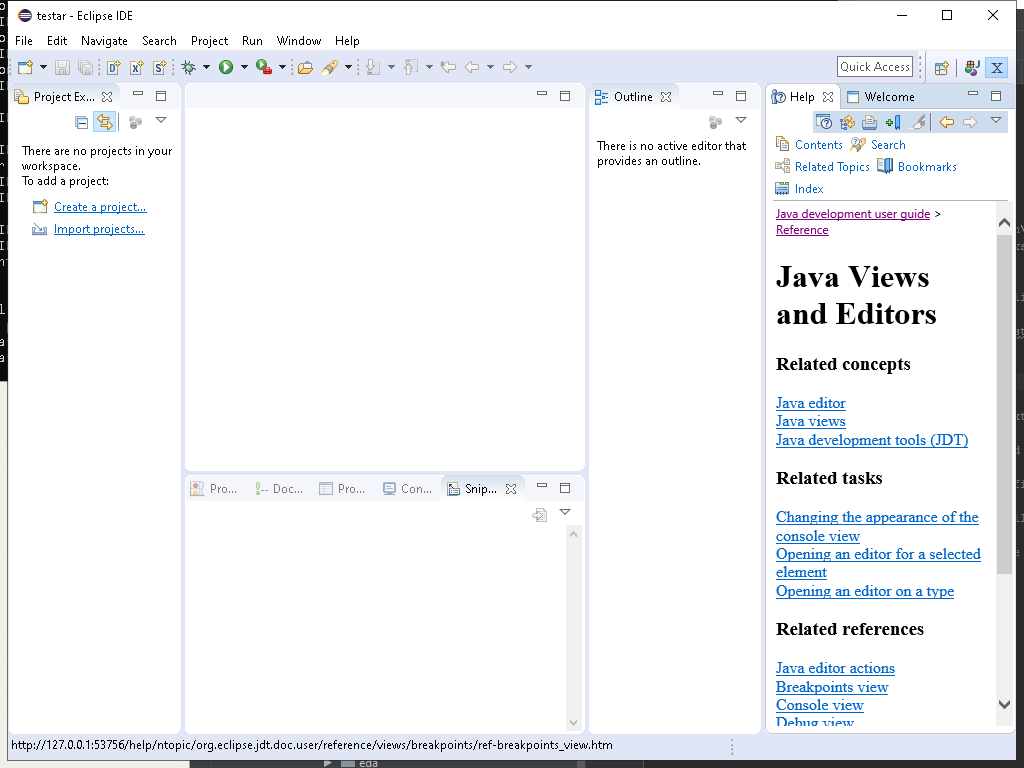 testar - Eclipse IDE
File Edit Navigate Search Project Run Window Help
Quick Access
Project Ex...
There are no projects in your
workspace.
To add a project:
Create a project...
Import projects...
Outline
There is no active editor that
provides an outline.
Help
Welcome
Contents Search
Related Topics Bookmarks
Index
Java development user guide >
Reference
Java Views
and Editors
Related concepts
Java editor
Java views
Java development tools (JDT)
Related tasks
Changing the appearance of the
console view
Opening an editor for a selected
element
Opening an editor on a type
Related references
Java editor actions
Breakpoints view
Console view
Debug view
Pro... Doc... Pro... Con... Snip...
http://127.0.0.1:53756/help/ntopic/org.eclipse.jdt.doc.user/reference/views/breakpoints/ref-breakpoints_view.htm
eda